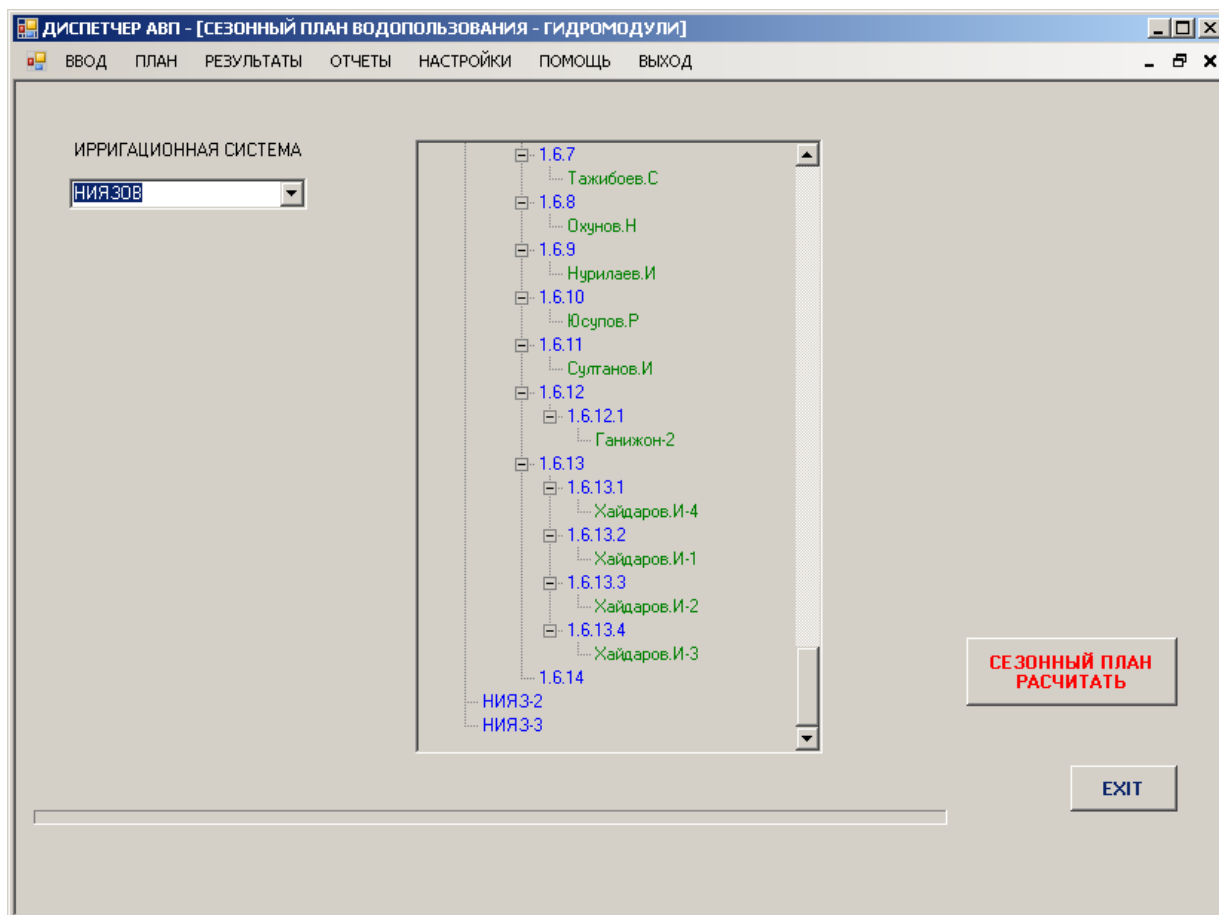 ДИСПЕТЧЕР АВП - [СЕЗОННЫЙ ПЛАН ВОДОПОЛЬЗОВАНИЯ - ГИДРОМОДУЛИ]
ВВОД ПЛАН РЕЗУЛЬТАТЫ ОТЧЕТЫ НАСТРОЙКИ ПОМОЩЬ ВЫХОД
ИРРИГАЦИОННАЯ СИСТЕМА
НИЯЗОВ
1.6.7
Тажибоев.С
1.6.8
Охунов.Н
1.6.9
Нурилаев.И
1.6.10
Юсупов.Р
1.6.11
Султанов.И
1.6.12
1.6.12.1
Ганижон-2
1.6.13
1.6.13.1
Хайдаров.И-4
1.6.13.2
Хайдаров.И-1
1.6.13.3
Хайдаров.И-2
1.6.13.4
Хайдаров.И-3
1.6.14
НИЯЗ-2
НИЯЗ-3
СЕЗОННЫЙ ПЛАН
РАСЧИТАТЬ
EXIT